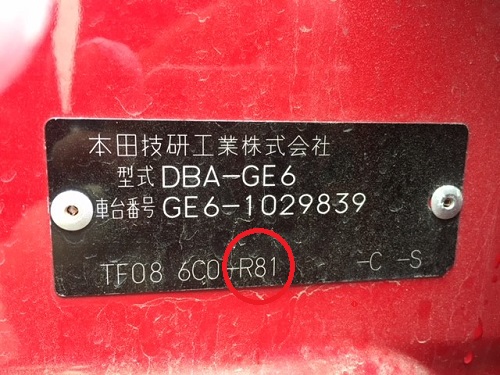 本田技研工業株式会社
型式 DBA-GE6
車台番号 GE6-1029839
TF08 6C0-R81 -C -S